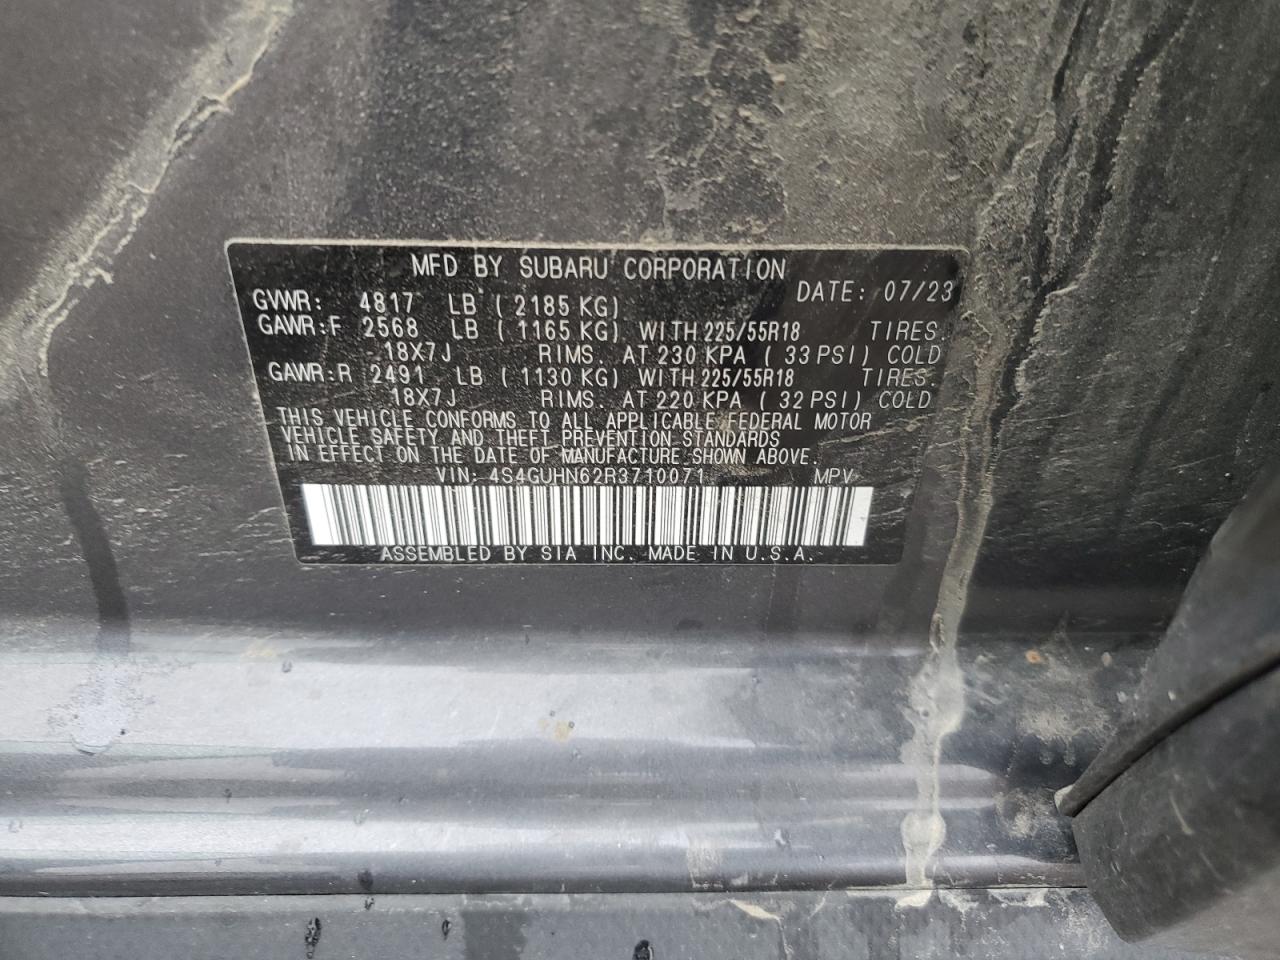 MFD BY SUBARU CORPORATION
DATE: 07/23
GVWR: 4817 LB (2185 KG)
GAWR:F 2568 LB (1165 KG) WITH 225/55R18 TIRES.
18X7J RIMS. AT 230 KPA (33 PSI) COLD
GAWR:R 2491 LB (1130 KG) WITH 225/55R18 TIRES.
18X7J RIMS. AT 220 KPA (32 PSI) COLD
THIS VEHICLE CONFORMS TO ALL APPLICABLE FEDERAL MOTOR
VEHICLE SAFETY AND THEFT PREVENTION STANDARDS
IN EFFECT ON THE DATE OF MANUFACTURE SHOWN ABOVE.
VIN: 4S4GUHN62R3710071 MPV
ASSEMBLED BY SIA INC. MADE IN U.S.A.